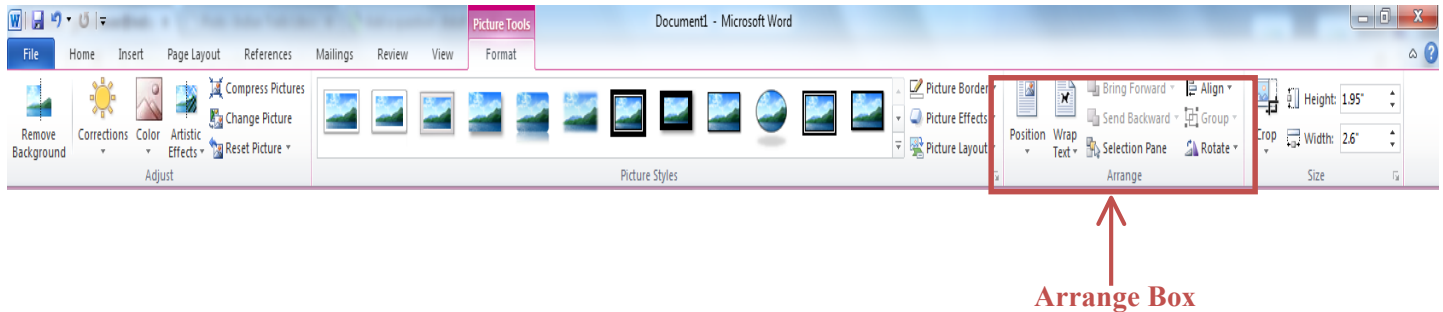 Picture Tools
Document1 - Microsoft Word
File Home Insert Page Layout References Mailings Review View Format
Remove Background
Corrections
Color
Artistic Effects
Compress Pictures
Change Picture
Reset Picture
Adjust
Picture Styles
Picture Border
Picture Effects
Picture Layout
Position
Wrap Text
Bring Forward
Send Backward
Selection Pane
Align
Group
Rotate
Arrange
Crop
Height: 1.95"
Width: 2.6"
Size
Arrange Box